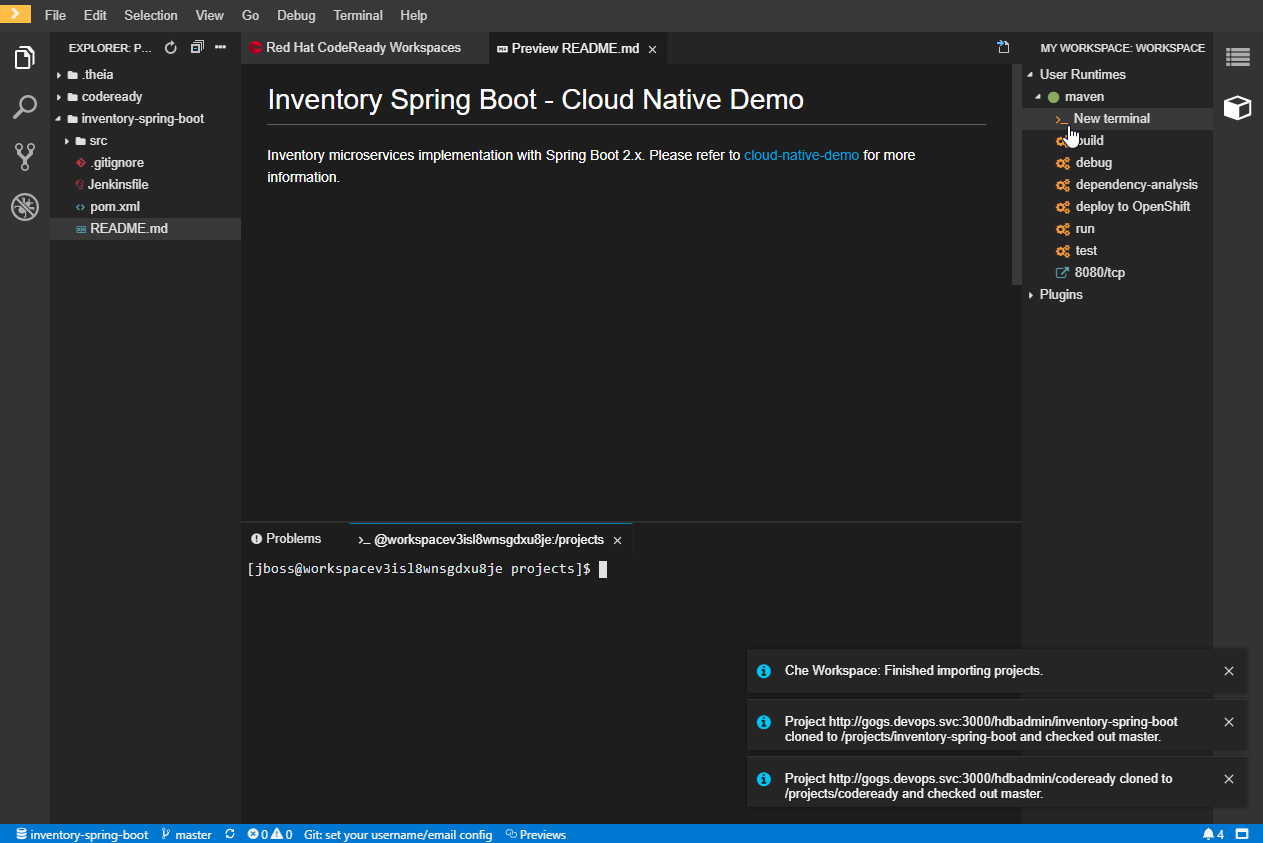 File Edit Selection View Go Debug Terminal Help
EXPLORER: P...
.theia
codeready
inventory-spring-boot
src
.gitignore
Jenkinsfile
pom.xml
README.md
Red Hat CodeReady Workspaces
Preview README.md
Inventory Spring Boot - Cloud Native Demo
Inventory microservices implementation with Spring Boot 2.x. Please refer to cloud-native-demo for more
information.
MY WORKSPACE: WORKSPACE
User Runtimes
maven
New terminal
build
debug
dependency-analysis
deploy to OpenShift
run
test
8080/tcp
Plugins
Problems
>_ @workspacev3isl8wnsgdxu8je:/projects
[jboss@workspacev3isl8wnsgdxu8je projects]$
Che Workspace: Finished importing projects.
Project http://gogs.devops.svc:3000/hdbadmin/inventory-spring-boot
cloned to /projects/inventory-spring-boot and checked out master.
Project http://gogs.devops.svc:3000/hdbadmin/codeready cloned to
/projects/codeready and checked out master.
inventory-spring-boot master 0 0 Git: set your username/email config Previews 4